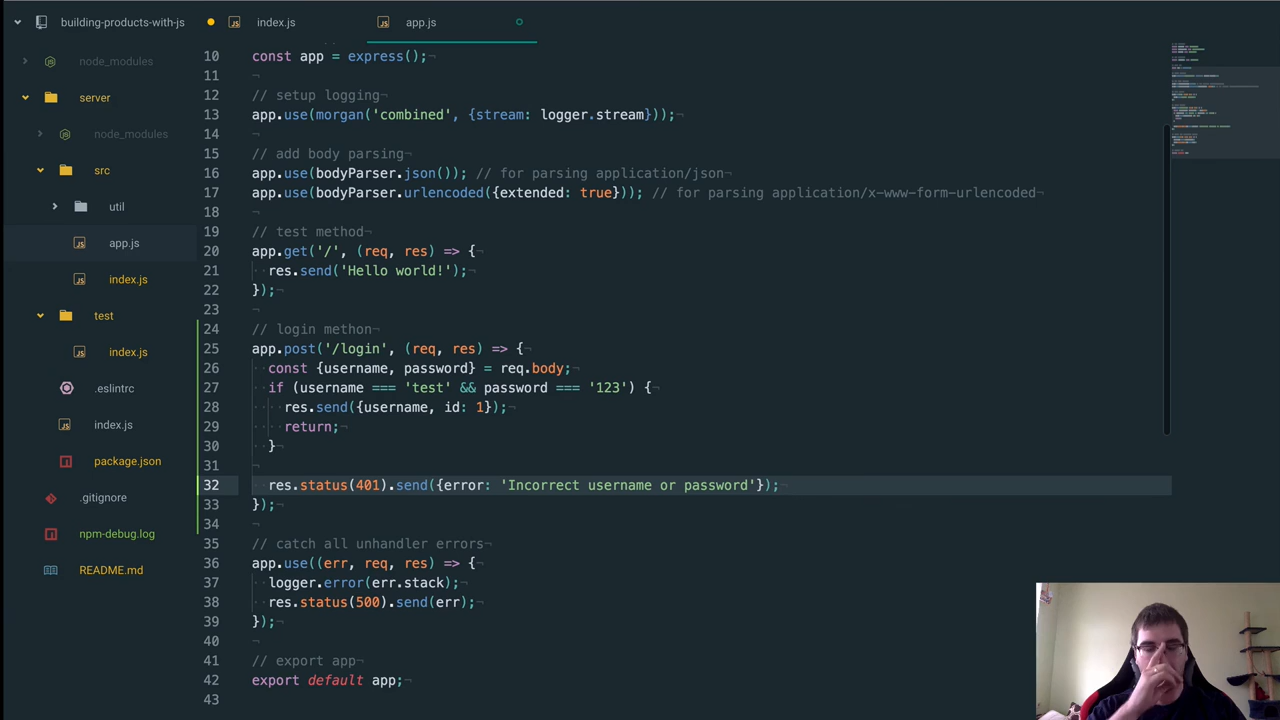 building-products-with-js
index.js
app.js
node_modules
server
node_modules
src
util
app.js
index.js
test
index.js
.eslintrc
index.js
package.json
.gitignore
npm-debug.log
README.md
10 const app = express();
11
12 // setup logging
13 app.use(morgan('combined', 'stream: logger.stream}));
14
15 // add body parsing
16 app.use(bodyParser.json()); // for parsing application/json
17 app.use(bodyParser.urlencoded({extended: true})); // for parsing application/x-www-form-urlencoded
18
19 // test method
20 app.get('/', (req, res) => {
21 res.send('Hello world!');
22 });
23
24 // login methon
25 app.post('/login', (req, res) => {
26 const {username, password} = req.body;
27 if (username === 'test' && password === '123') {
28 res.send({username, id: 1});
29 return;
30 }
31
32 res.status(401).send({error: 'Incorrect username or password'});
33 });
34
35 // catch all unhandler errors
36 app.use((err, req, res) => {
37 logger.error(err.stack);
38 res.status(500).send(err);
39 });
40
41 // export app
42 export default app;
43